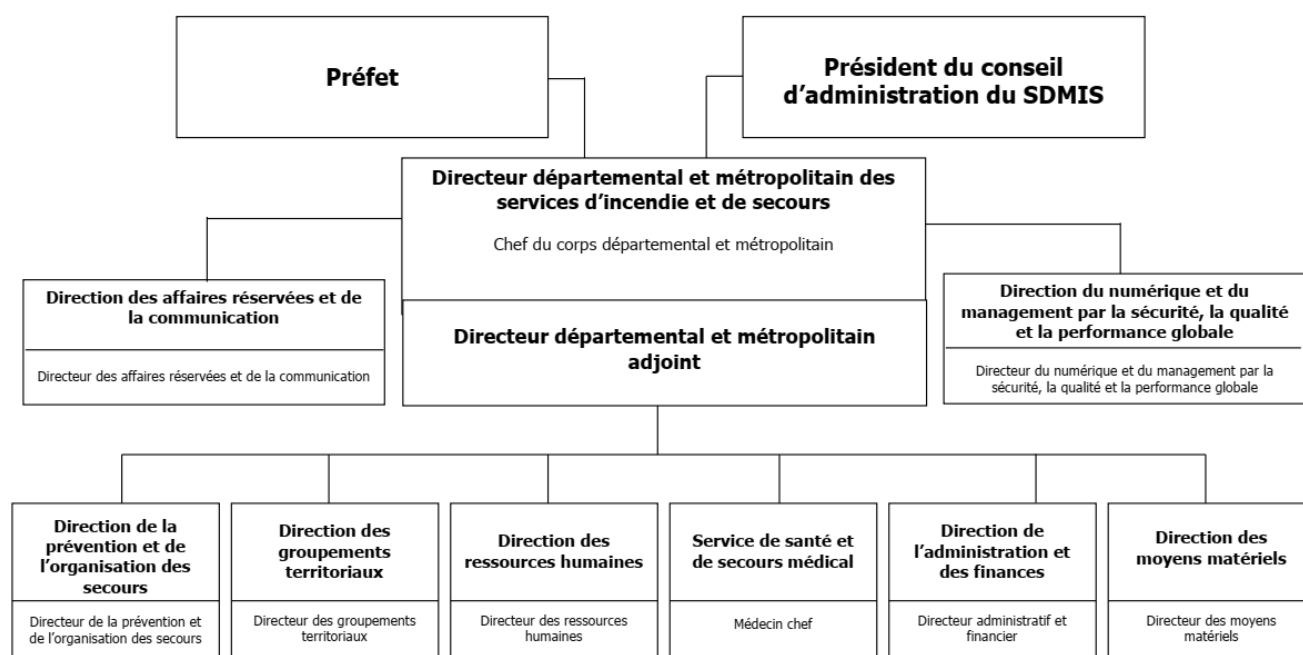 Préfet
Président du conseil
d’administration du SDMIS
Directeur départemental et métropolitain des
services d’incendie et de secours
Chef du corps départemental et métropolitain
Direction des affaires réservées et de
la communication
Directeur des affaires réservées et de la communication
Directeur départemental et métropolitain
adjoint
Direction du numérique et du
management par la sécurité, la qualité
et la performance globale
Directeur du numérique et du management par la
sécurité, la qualité et la performance globale
Direction de la
prévention et de
l’organisation des
secours
Directeur de la prévention et
de l’organisation des secours
Direction des
groupements
territoriaux
Directeur des groupements
territoriaux
Direction des
ressources humaines
Directeur des ressources
humaines
Service de santé et
de secours médical
Médecin chef
Direction de
l’administration et
des finances
Directeur administratif et
financier
Direction des
moyens matériels
Directeur des moyens
matériels